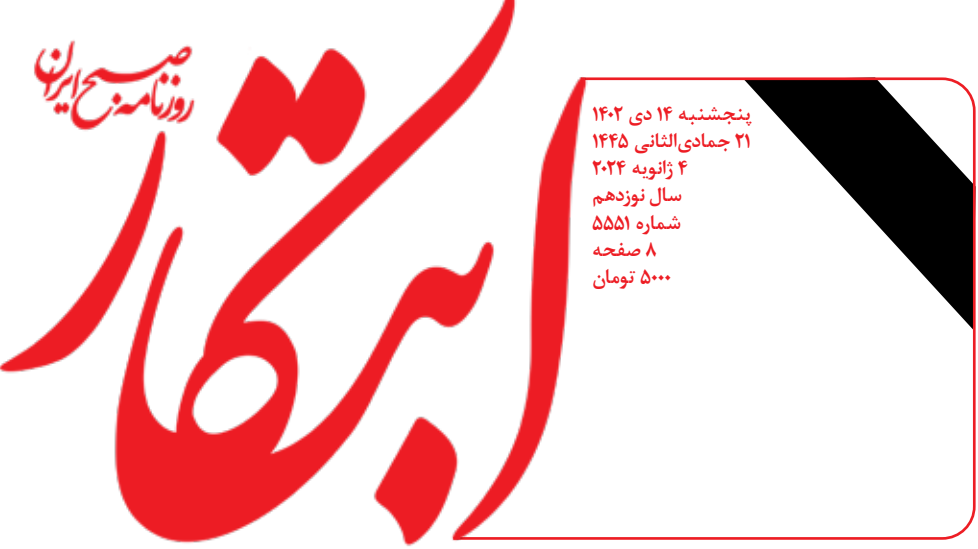 ابتکار
روزنامه صبح ایران
پنجشنبه ۱۴ دی ۱۴۰۲
۲۱ جمادی‌الثانی ۱۴۴۵
۴ ژانویه ۲۰۲۴
سال نوزدهم
شماره ۵۵۵۱
۸ صفحه
۵۰۰۰ تومان